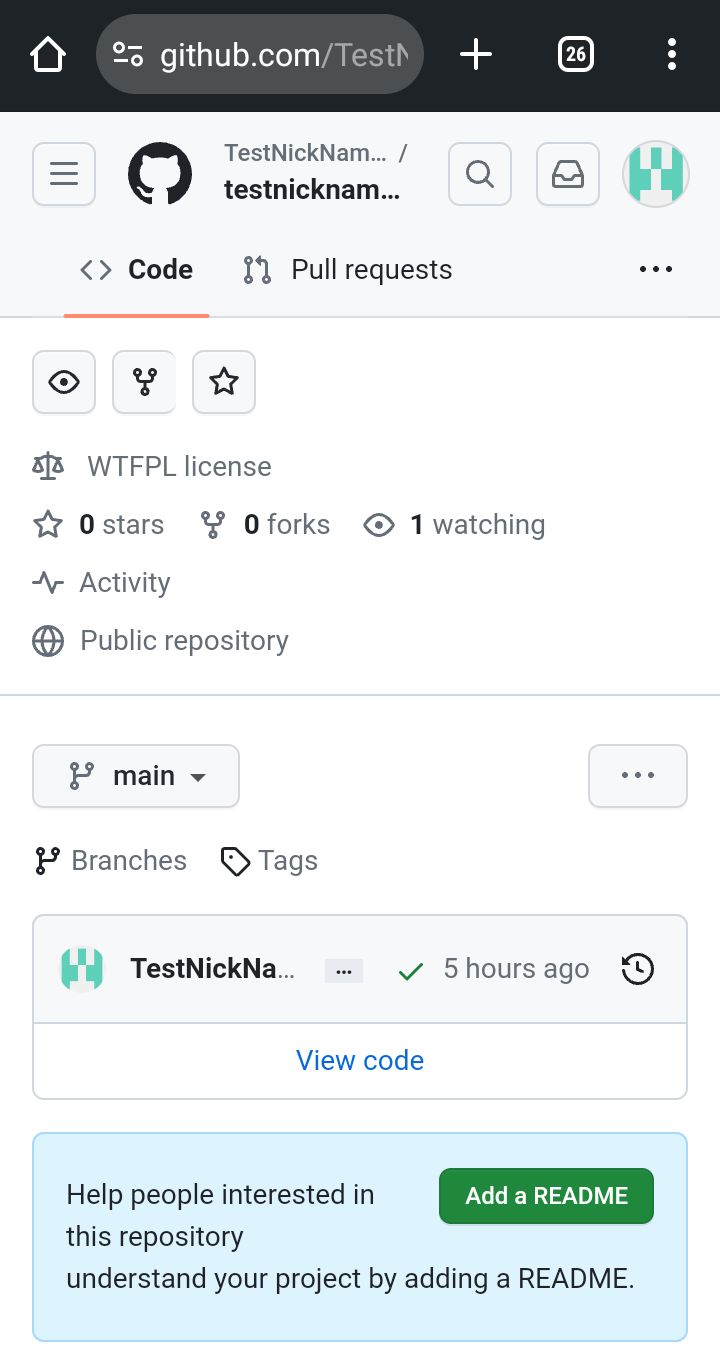 github.com/TestN
26
TestNickNam... /
testnicknam...
Code
Pull requests
WTFPL license
0 stars
0 forks
1 watching
Activity
Public repository
main
Branches
Tags
TestNickNa...
5 hours ago
View code
Help people interested in
this repository
understand your project by adding a README.
Add a README